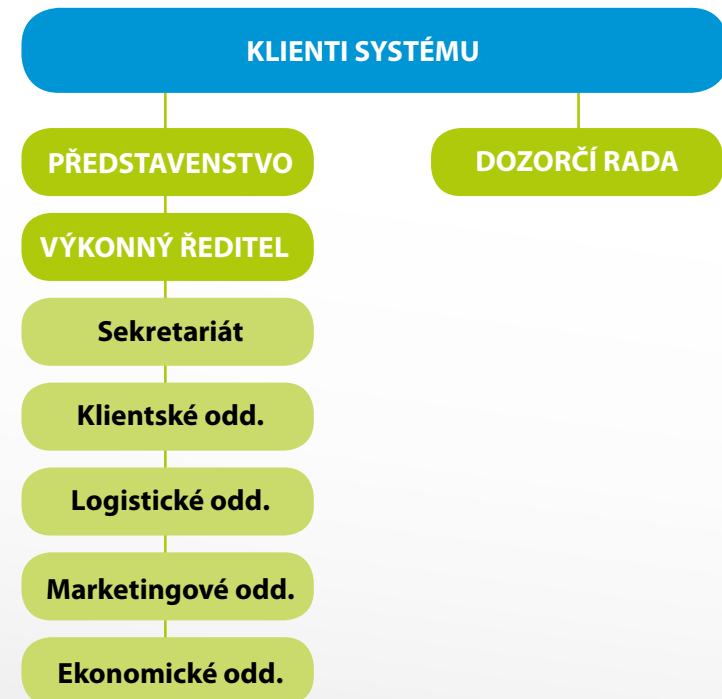 KLIENTI SYSTÉMU
PŘEDSTAVENSTVO
DOZORČÍ RADA
VÝKONNÝ ŘEDITEL
Sekretariát
Klientské odd.
Logistické odd.
Marketingové odd.
Ekonomické odd.